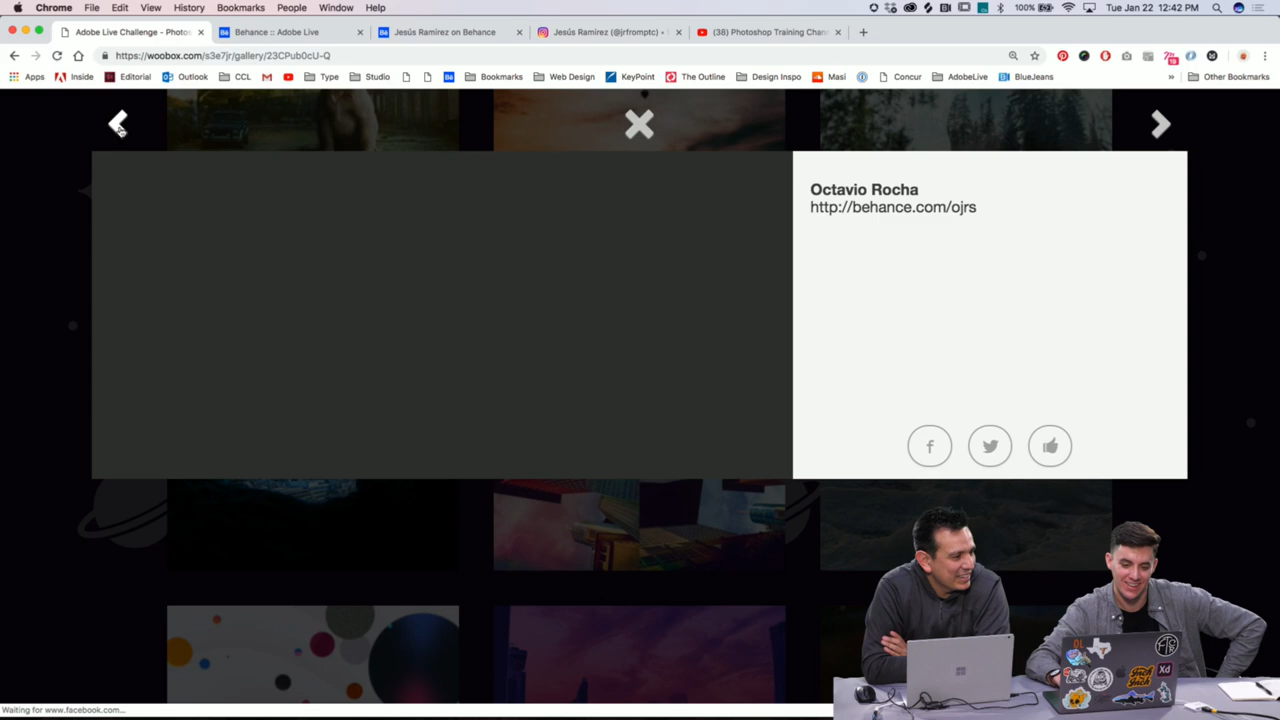 Chrome File Edit View History Bookmarks People Window Help
100% Tue Jan 22 12:42 PM
Adobe Live Challenge - Photos
Behance :: Adobe Live
Jesús Ramirez on Behance
Jesús Ramirez (@jrfromptc) •
(38) Photoshop Training Chan
https://woobox.com/s3e7jr/gallery/23CPub0cU-Q
Apps Inside Editorial Outlook CCL Type Studio Bookmarks Web Design KeyPoint The Outline Design Inspo Masi Concur AdobeLive BlueJeans » Other Bookmarks
Octavio Rocha
http://behance.com/ojrs
Waiting for www.facebook.com...
Xd